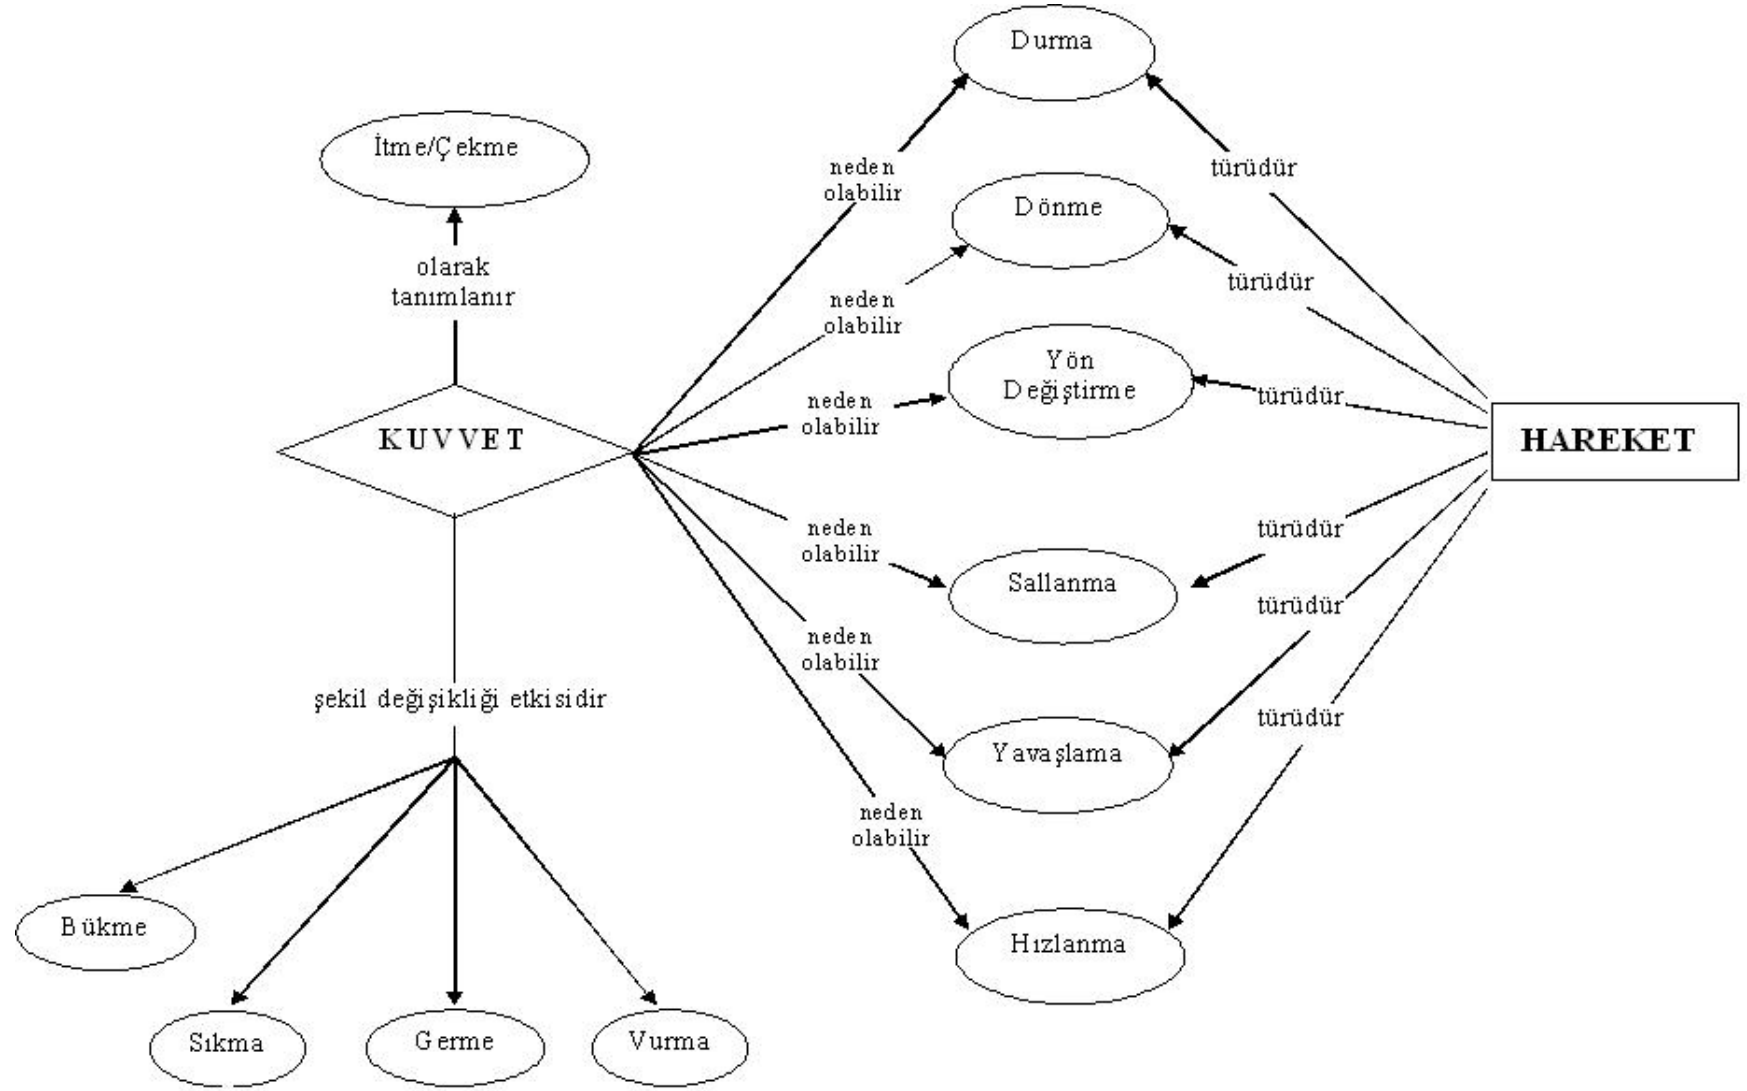 Durma
İtme/Çekme
neden
olabilir
türüdür
Dönme
olarak
tanımlanır
neden
olabilir
türüdür
Yön
Değiştirme
neden
olabilir
türüdür
KUVVET
HAREKET
neden
olabilir
türüdür
Sallanma
neden
olabilir
türüdür
şekil değişikliği etkisidir
türüdür
Yavaşlama
neden
olabilir
Bükme
Hızlanma
Sıkma
Germe
Vurma